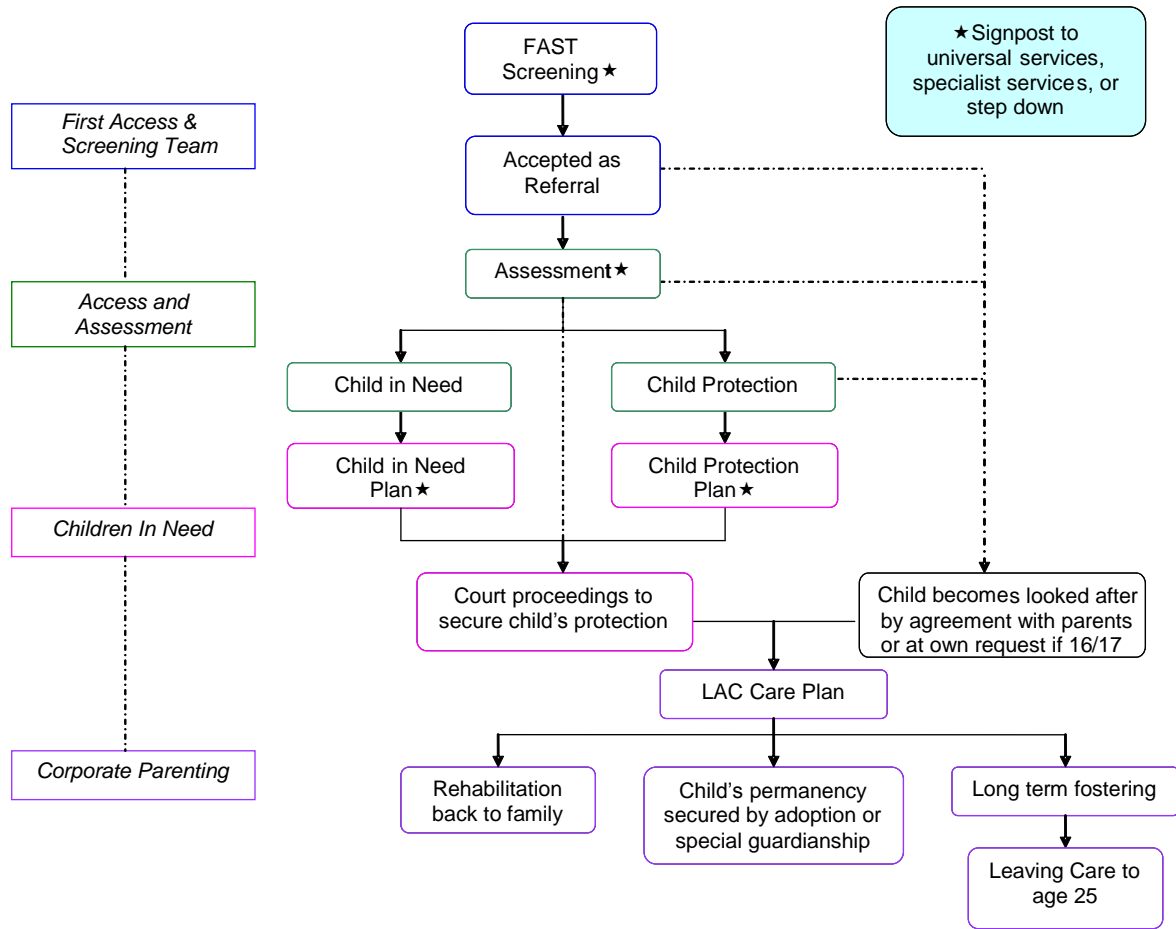 FAST
Screening★
★Signpost to
universal services,
specialist services, or
step down
First Access &
Screening Team
Accepted as
Referral
Assessment★
Access and
Assessment
Child in Need
Child Protection
Child in Need
Plan★
Child Protection
Plan★
Children In Need
Court proceedings to
secure child’s protection
Child becomes looked after
by agreement with parents
or at own request if 16/17
LAC Care Plan
Corporate Parenting
Rehabilitation
back to family
Child’s permanency
secured by adoption or
special guardianship
Long term fostering
Leaving Care to
age 25